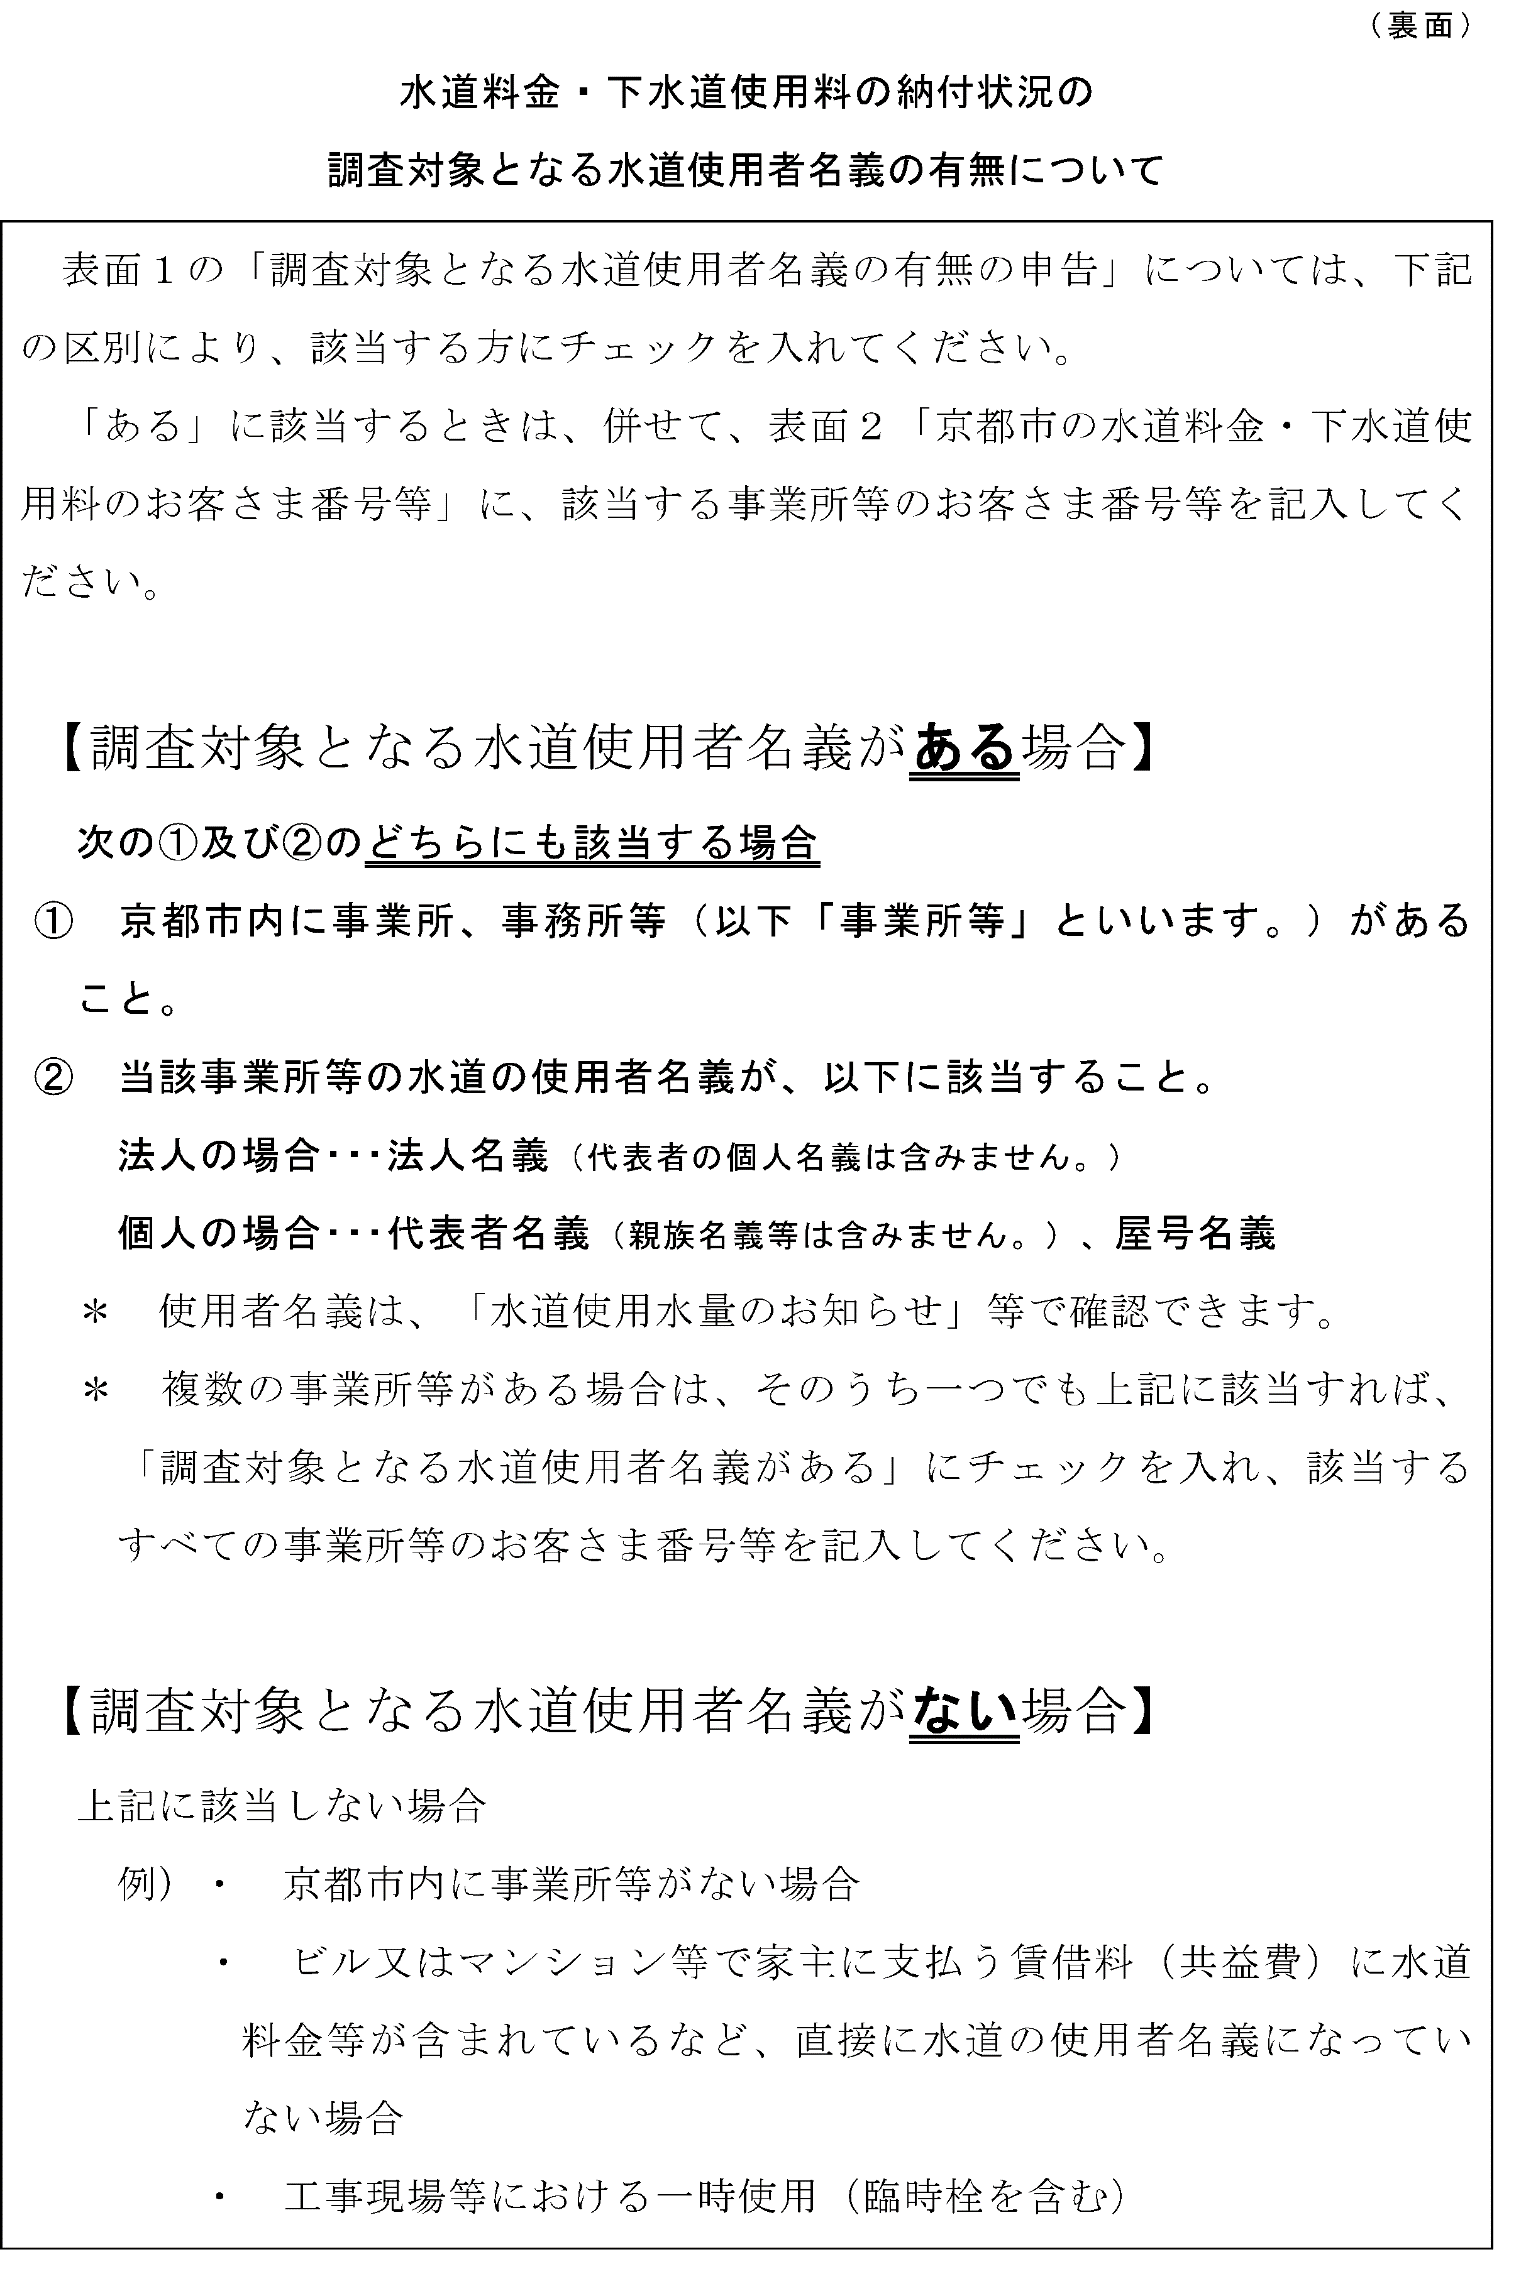 （裏面）
水道料金・下水道使用料の納付状況の
調査対象となる水道使用者名義の有無について
表面１の「調査対象となる水道使用者名義の有無の申告」については、下記
の区別により、該当する方にチェックを入れてください。
「ある」に該当するときは、併せて、表面２「京都市の水道料金・下水道使
用料のお客さま番号等」に、該当する事業所等のお客さま番号等を記入してく
ださい。
【調査対象となる水道使用者名義がある場合】
次の①及び②のどちらにも該当する場合
①　京都市内に事業所、事務所等（以下「事業所等」といいます。）がある
こと。
②　当該事業所等の水道の使用者名義が、以下に該当すること。
法人の場合･･･法人名義（代表者の個人名義は含みません。）
個人の場合･･･代表者名義（親族名義等は含みません。）、屋号名義
＊　使用者名義は、「水道使用水量のお知らせ」等で確認できます。
＊　複数の事業所等がある場合は、そのうち一つでも上記に該当すれば、
「調査対象となる水道使用者名義がある」にチェックを入れ、該当する
すべての事業所等のお客さま番号等を記入してください。
【調査対象となる水道使用者名義がない場合】
上記に該当しない場合
例）・　京都市内に事業所等がない場合
・　ビル又はマンション等で家主に支払う賃借料（共益費）に水道
料金等が含まれているなど、直接に水道の使用者名義になってい
ない場合
・　工事現場等における一時使用（臨時栓を含む）